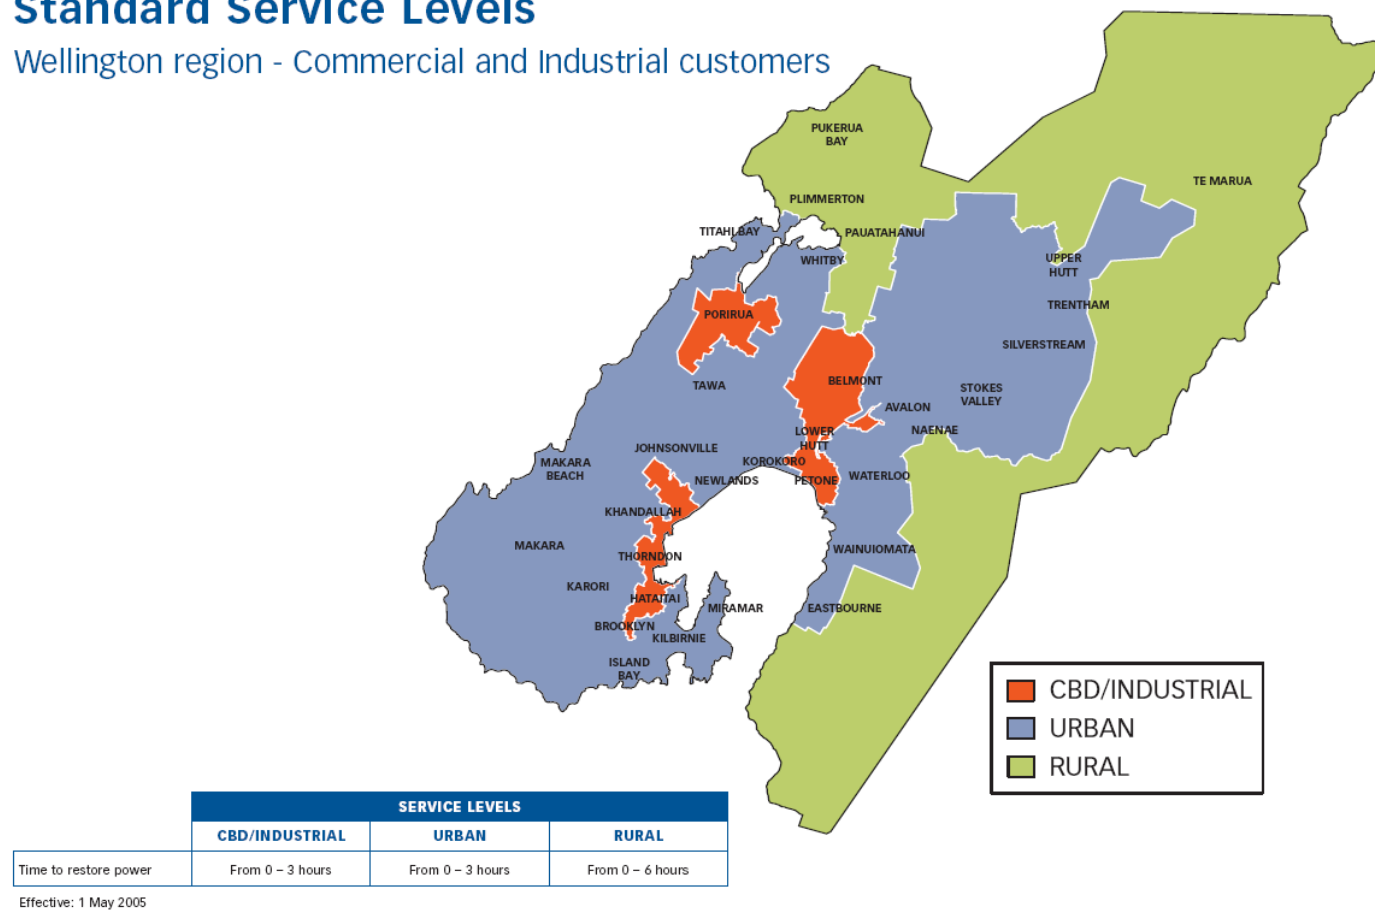 Standard Service Levels
Wellington region - Commercial and Industrial customers
PUKERUA
BAY
TE MARUA
PLIMMERTON
TITAHI BAY
PAUATAHANUI
WHITBY
UPPER
HUTT
TRENTHAM
PORIRUA
SILVERSTREAM
BELMONT
TAWA
STOKES
VALLEY
AVALON
NAENAE
LOWER
HUTT
JOHNSONVILLE
KOROKORO
MAKARA
BEACH
NEWLANDS
PETONE
WATERLOO
KHANDALLAH
MAKARA
THORNDON
WAINUIOMATA
KARORI
HATAITAI
MIRAMAR
EASTBOURNE
BROOKLYN
KILBIRNIE
ISLAND
BAY
CBD/INDUSTRIAL
URBAN
RURAL
SERVICE LEVELS
CBD/INDUSTRIAL URBAN RURAL
Time to restore power From 0 – 3 hours From 0 – 3 hours From 0 – 6 hours
Effective: 1 May 2005